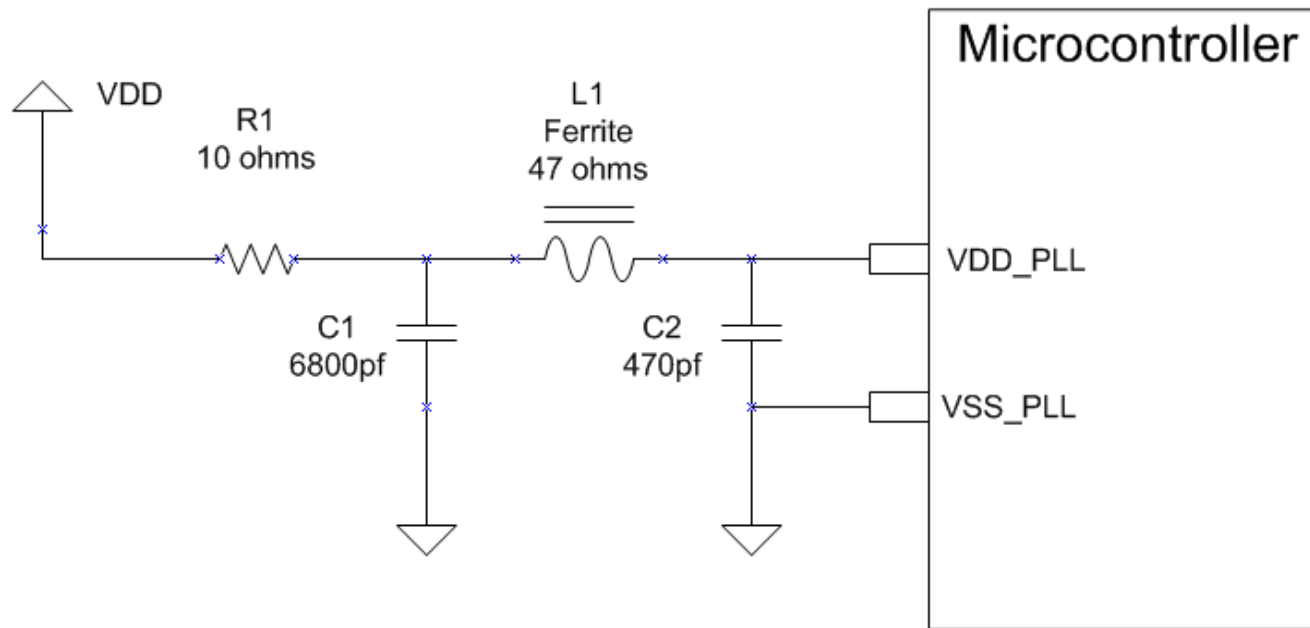 Microcontroller
VDD
R1
10 ohms
L1
Ferrite
47 ohms
C1
6800pf
C2
470pf
VDD_PLL
VSS_PLL